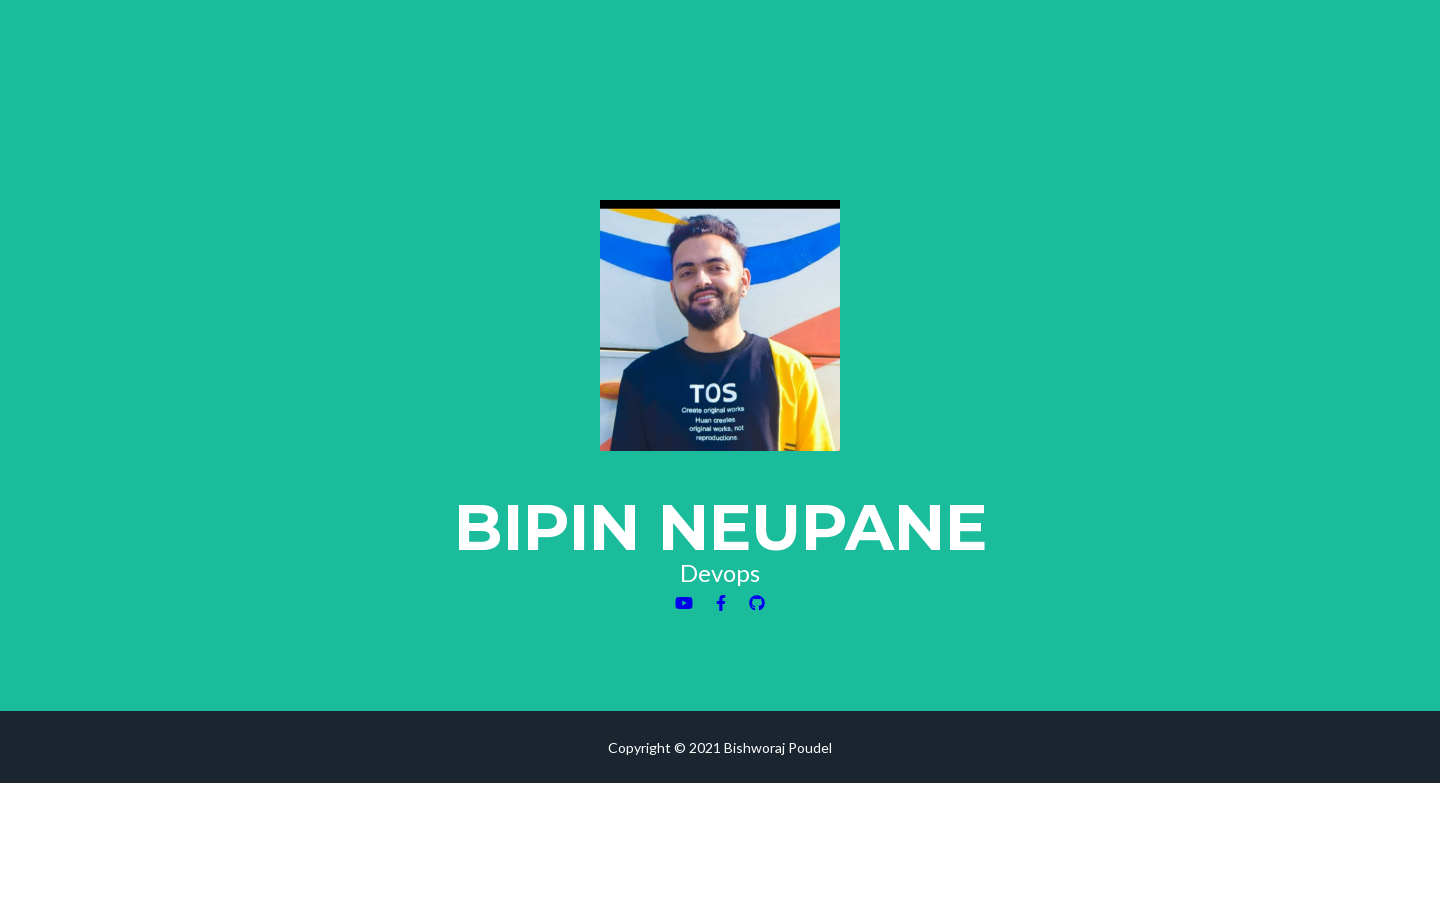 TOS
Create original works
Huan creates
original works, not
reproductions.
BIPIN NEUPANE
Devops
Copyright © 2021 Bishworaj Poudel